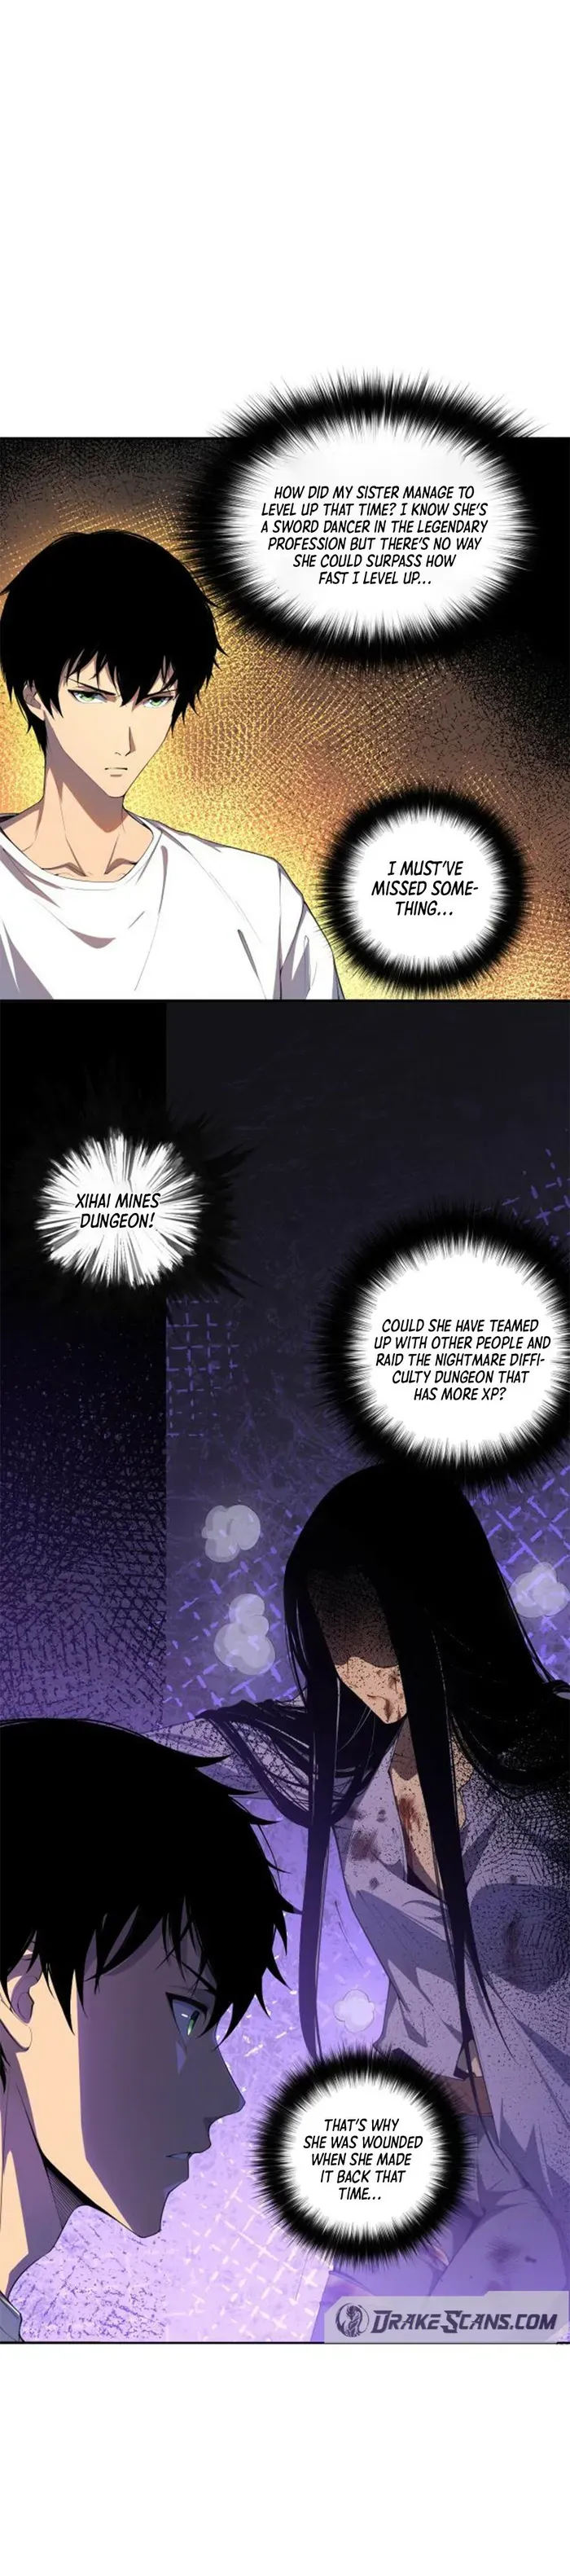 HOW DID MY SISTER MANAGE TO
LEVEL UP THAT TIME? I KNOW SHE'S
A SWORD DANCER IN THE LEGENDARY
PROFESSION BUT THERE'S NO WAY
SHE COULD SURPASS HOW
FAST I LEVEL UP...
I MUST'VE
MISSED SOME-
THING...
XIHAI MINES
DUNGEON!
COULD SHE HAVE TEAMED
UP WITH OTHER PEOPLE AND
RAID THE NIGHTMARE DIFFI-
CULTY DUNGEON THAT
HAS MORE XP?
THAT'S WHY
SHE WAS WOUNDED
WHEN SHE MADE
IT BACK THAT
TIME...
DRAKESCANS.COM